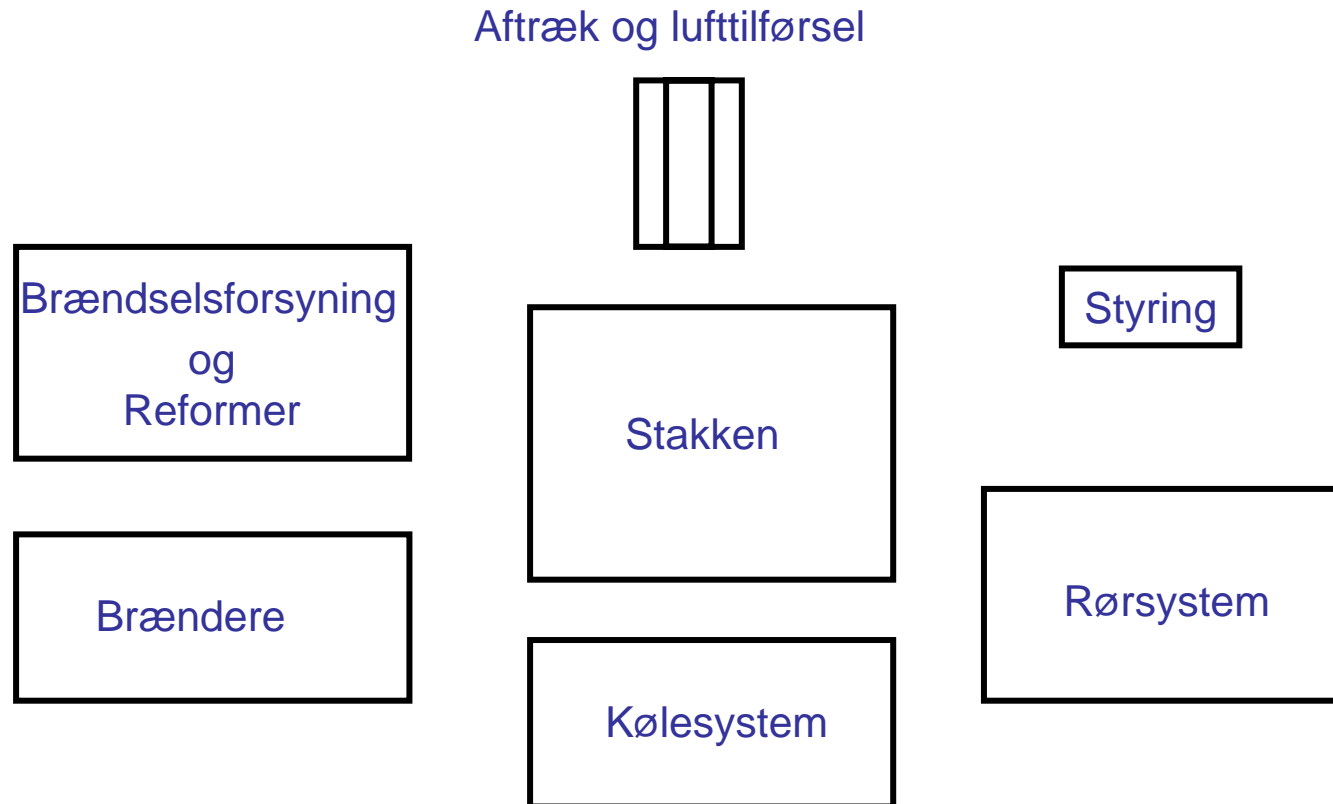 Aftræk og lufttilførsel
Brændselsforsyning
og
Reformer
Styring
Stakken
Brændere
Rørsystem
Kølesystem